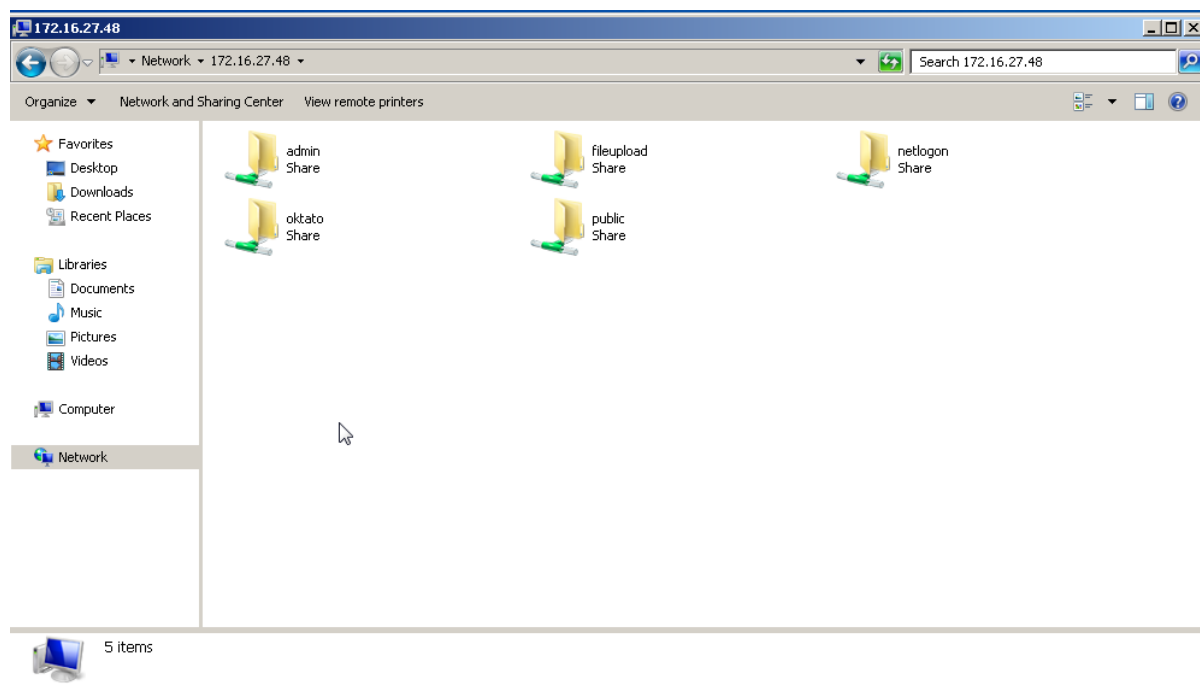 172.16.27.48
Network 172.16.27.48
Search 172.16.27.48
Organize Network and Sharing Center View remote printers
Favorites
Desktop
Downloads
Recent Places
Libraries
Documents
Music
Pictures
Videos
Computer
Network
admin
Share
fileupload
Share
netlogon
Share
oktato
Share
public
Share
5 items